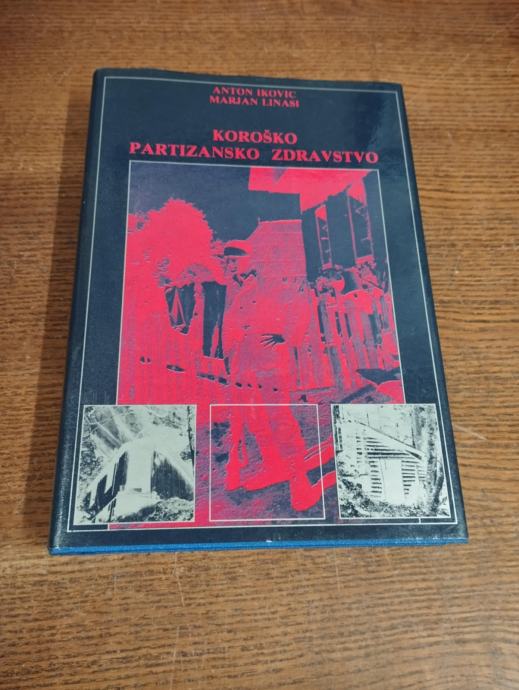 ANTON IKOVIC
MARJAN LINASI
KOROŠKO
PARTIZANSKO ZDRAVSTVO